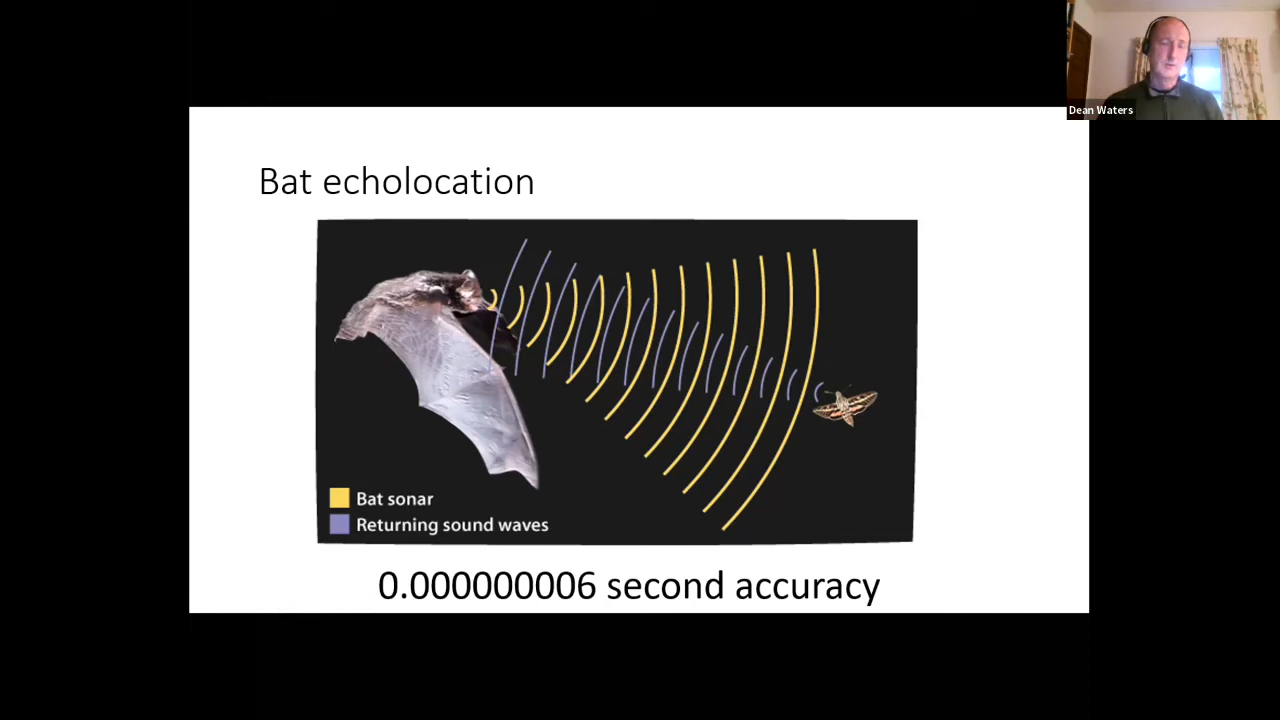 Dean Waters
Bat echolocation
Bat sonar
Returning sound waves
0.000000006 second accuracy